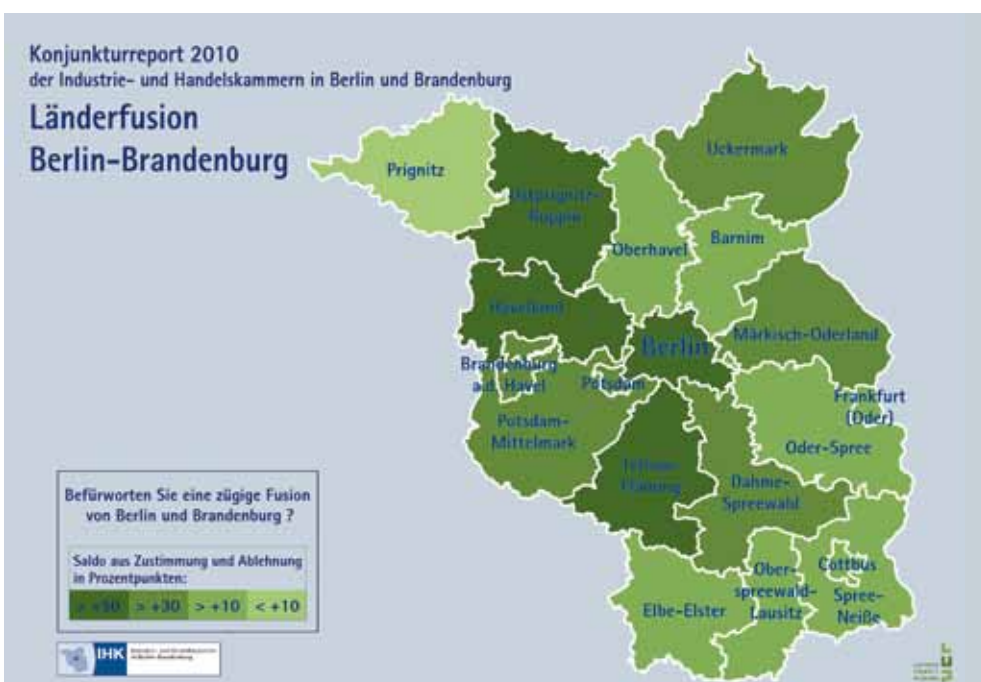 Konjunkturreport 2010
der Industrie- und Handelskammern in Berlin und Brandenburg
Länderfusion
Berlin-Brandenburg
Prignitz
Ostprignitz-
Ruppin
Uckermark
Oberhavel
Barnim
Havelland
Berlin
Märkisch-Oderland
Brandenburg
a.d. Havel
Potsdam
Frankfurt
(Oder)
Potsdam-
Mittelmark
Oder-Spree
Teltow-
Fläming
Dahme-
Spreewald
Ober-
spreewald-
Lausitz
Cottbus
Elbe-Elster
Spree-
Neiße
Befürworten Sie eine zügige Fusion
von Berlin und Brandenburg ?
Saldo aus Zustimmung und Ablehnung
in Prozentpunkten:
> +50 > +30 > +10 < +10
IHK